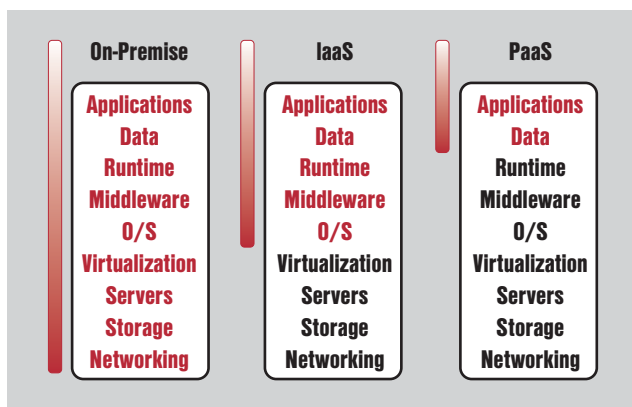 On-Premise
Applications
Data
Runtime
Middleware
O/S
Virtualization
Servers
Storage
Networking
IaaS
Applications
Data
Runtime
Middleware
O/S
Virtualization
Servers
Storage
Networking
PaaS
Applications
Data
Runtime
Middleware
O/S
Virtualization
Servers
Storage
Networking